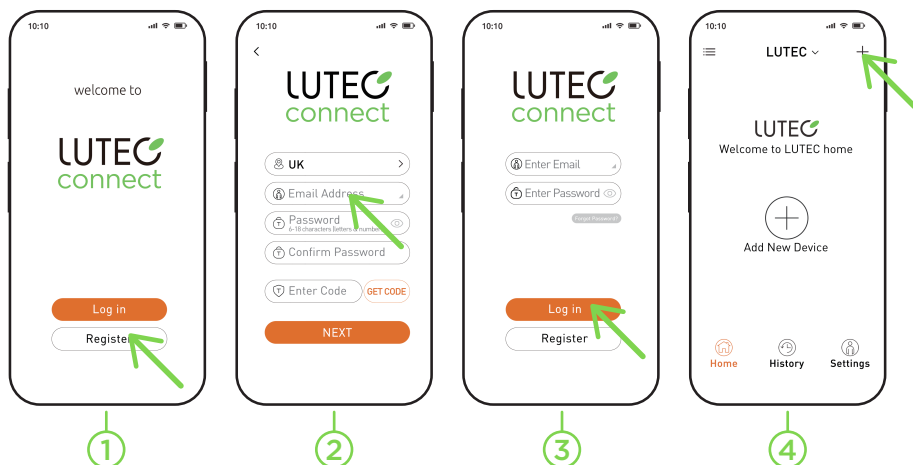 10:10
welcome to
LUTEC
connect
Log in
Register
1
10:10
LUTEC
connect
UK
Email Address
Password
6-18 characters (letters & numbers)
Confirm Password
Enter Code
GET CODE
NEXT
2
10:10
LUTEC
connect
Enter Email
Enter Password
Forgot Password?
Log in
Register
3
10:10
LUTEC
LUTEC
Welcome to LUTEC home
Add New Device
Home
History
Settings
4